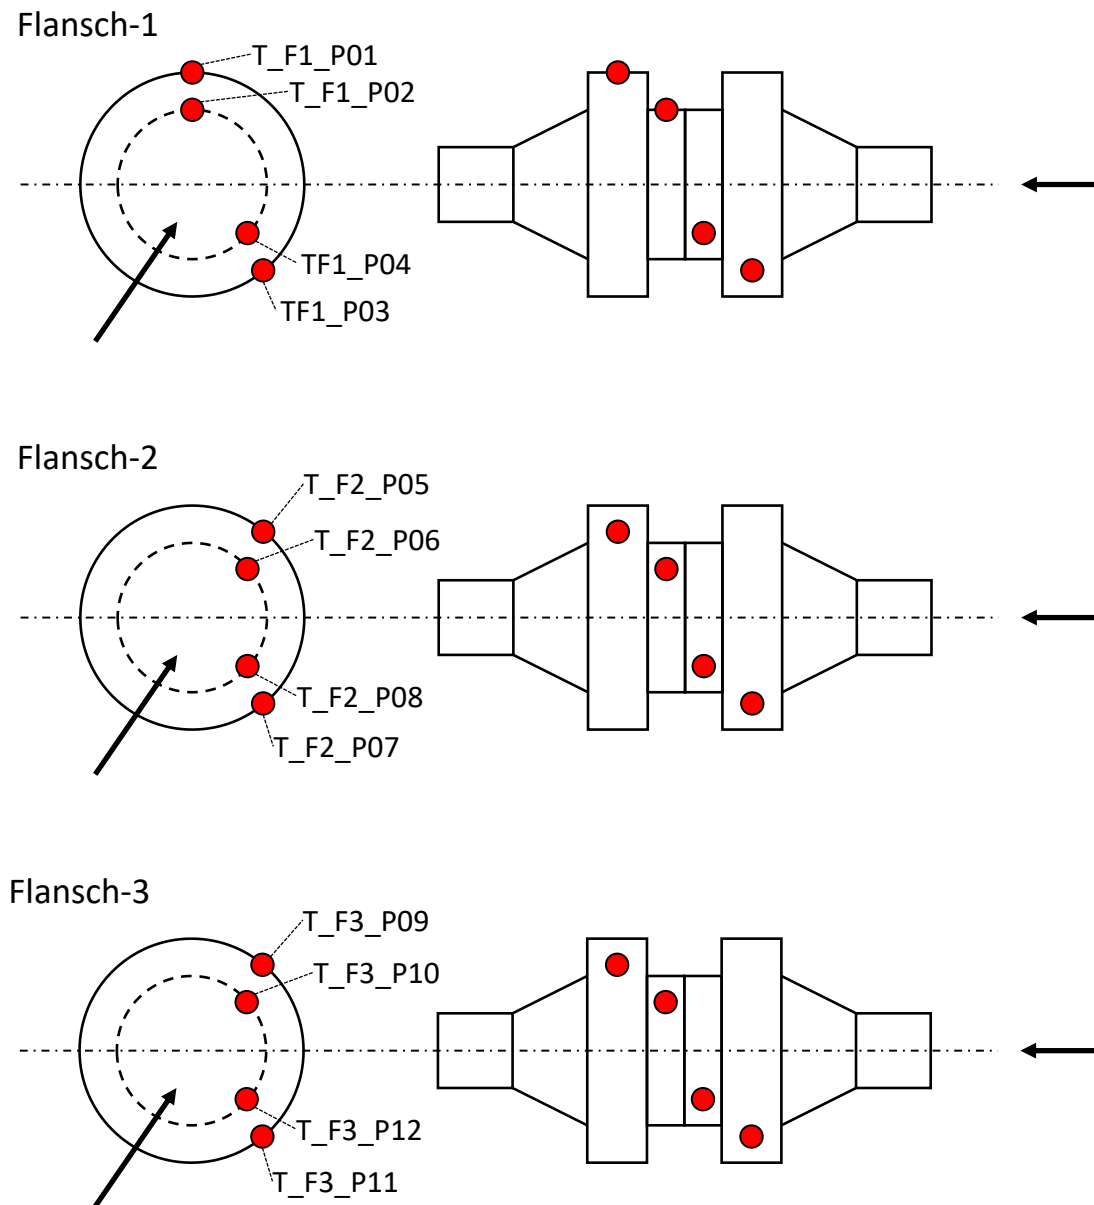 Flansch-1
T_F1_P01
T_F1_P02
TF1_P04
TF1_P03
Flansch-2
T_F2_P05
T_F2_P06
T_F2_P08
T_F2_P07
Flansch-3
T_F3_P09
T_F3_P10
T_F3_P12
T_F3_P11